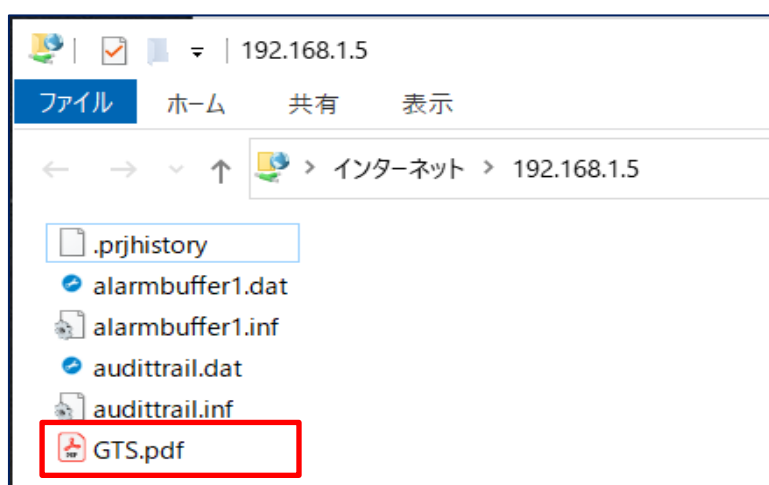 192.168.1.5
ファイル ホーム 共有 表示
インターネット > 192.168.1.5
.prjhistory
alarmbuffer1.dat
alarmbuffer1.inf
audittrail.dat
audittrail.inf
GTS.pdf